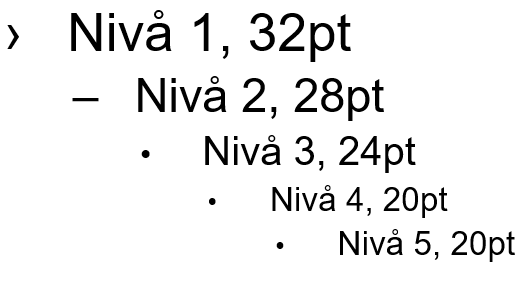 › Nivå 1, 32pt
– Nivå 2, 28pt
• Nivå 3, 24pt
• Nivå 4, 20pt
• Nivå 5, 20pt